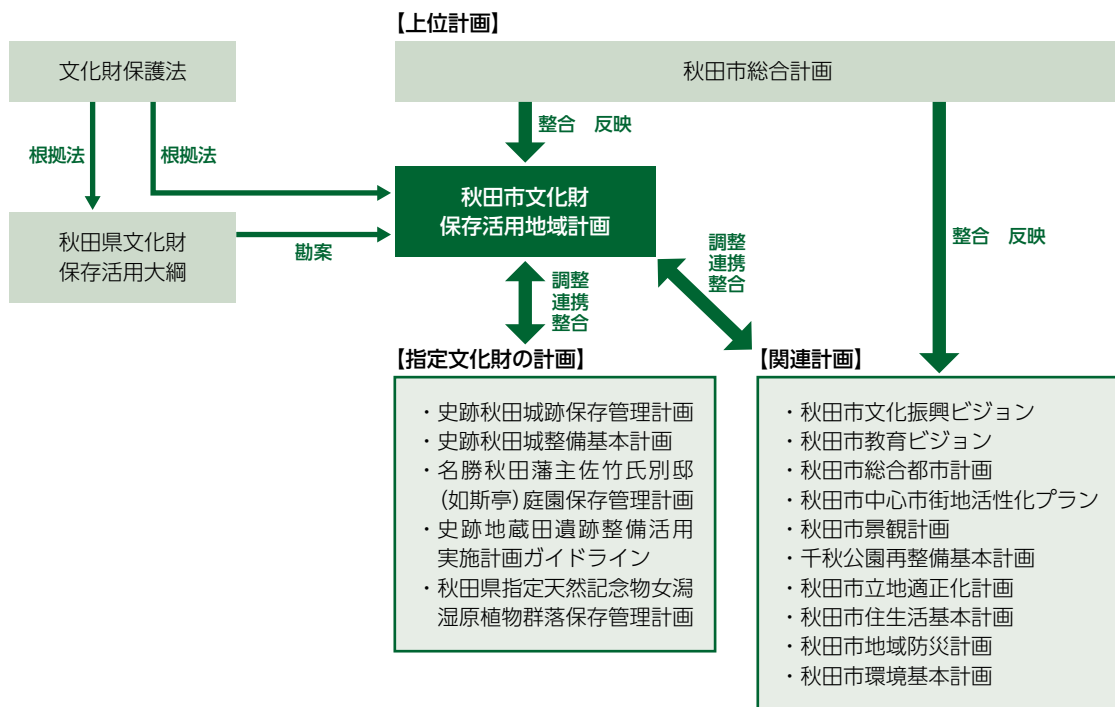 【上位計画】
文化財保護法
秋田市総合計画
整合　反映
根拠法
根拠法
秋田市文化財
保存活用地域計画
秋田県文化財
保存活用大綱
勘案
整合　反映
調整
連携
整合
調整
連携
整合
【指定文化財の計画】
・史跡秋田城跡保存管理計画
・史跡秋田城整備基本計画
・名勝秋田藩主佐竹氏別邸
（如斯亭）庭園保存管理計画
・史跡地蔵田遺跡整備活用
実施計画ガイドライン
・秋田県指定天然記念物女潟
湿原植物群落保存管理計画
【関連計画】
・秋田市文化振興ビジョン
・秋田市教育ビジョン
・秋田市総合都市計画
・秋田市中心市街地活性化プラン
・秋田市景観計画
・千秋公園再整備基本計画
・秋田市立地適正化計画
・秋田市住生活基本計画
・秋田市地域防災計画
・秋田市環境基本計画